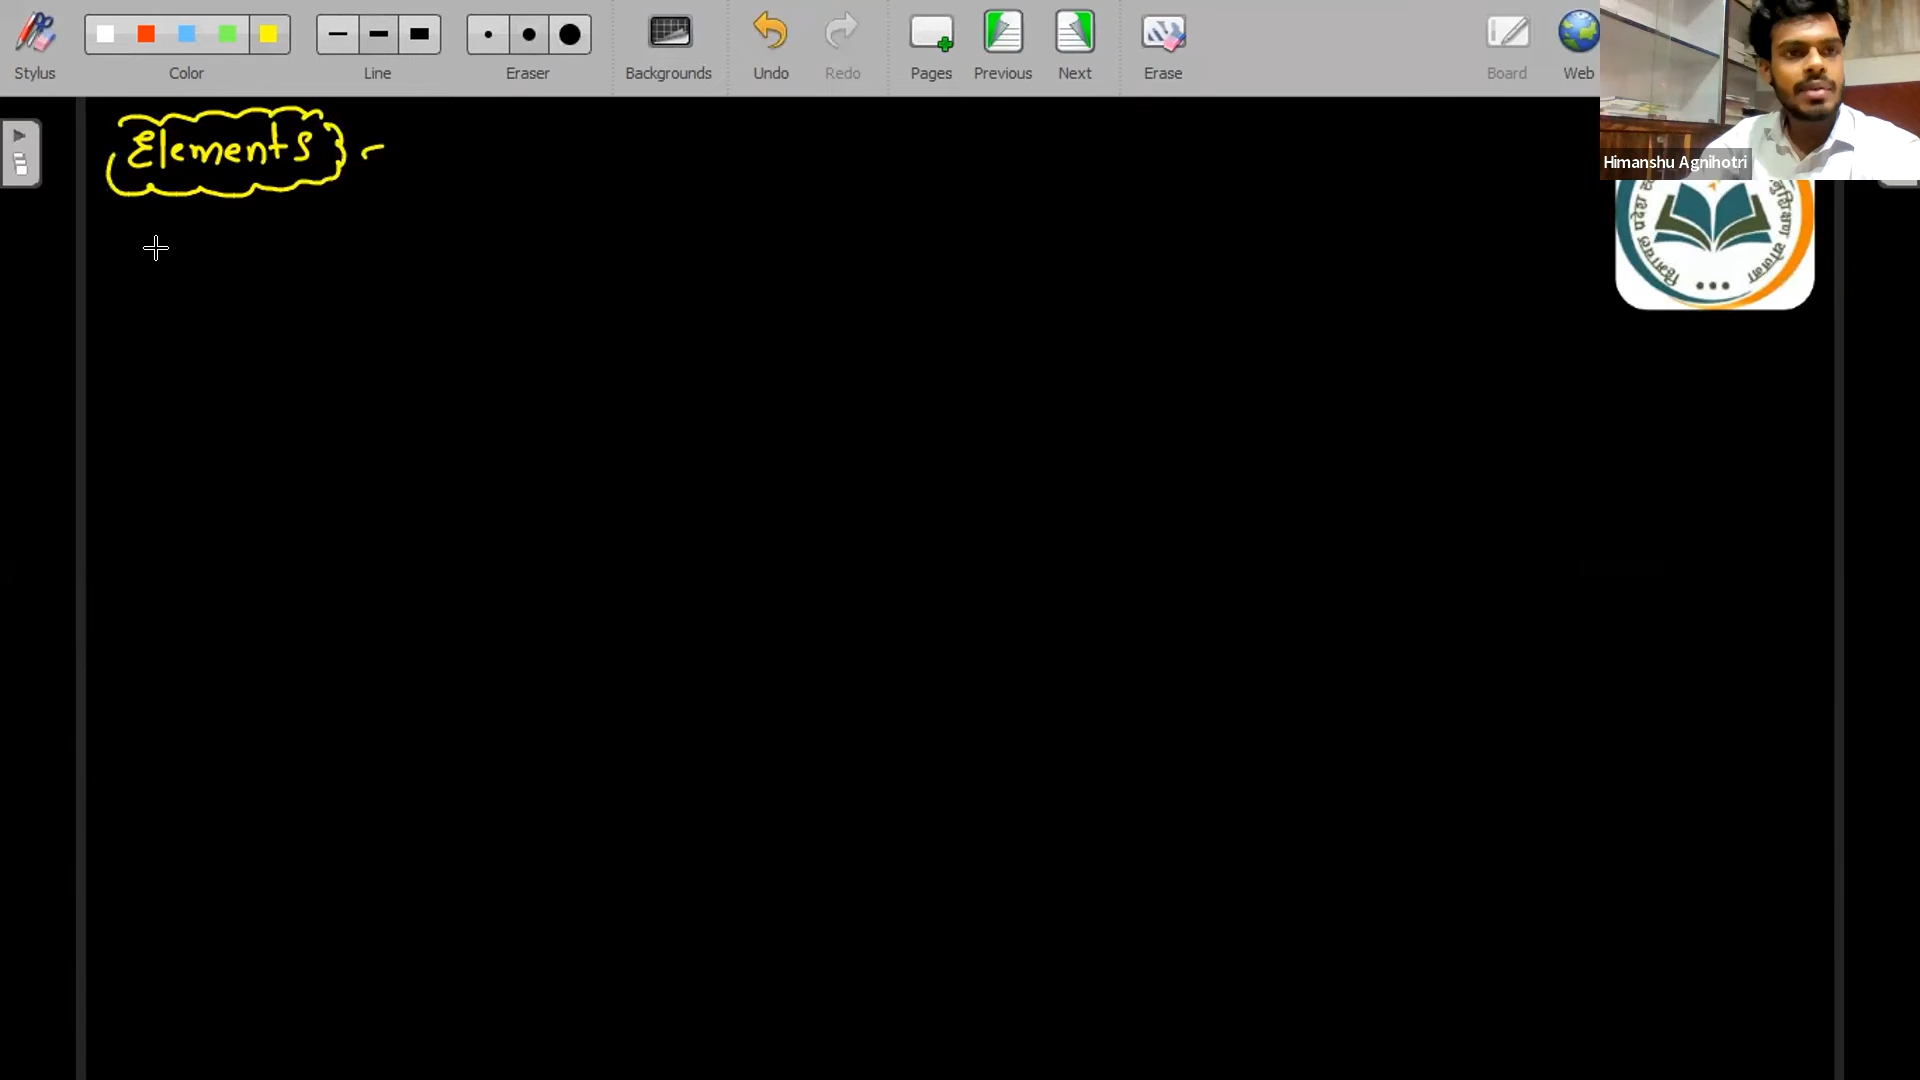 Stylus Color Line Eraser Backgrounds Undo Redo Pages Previous Next Erase Board Web
Himanshu Agnihotri
Elements -